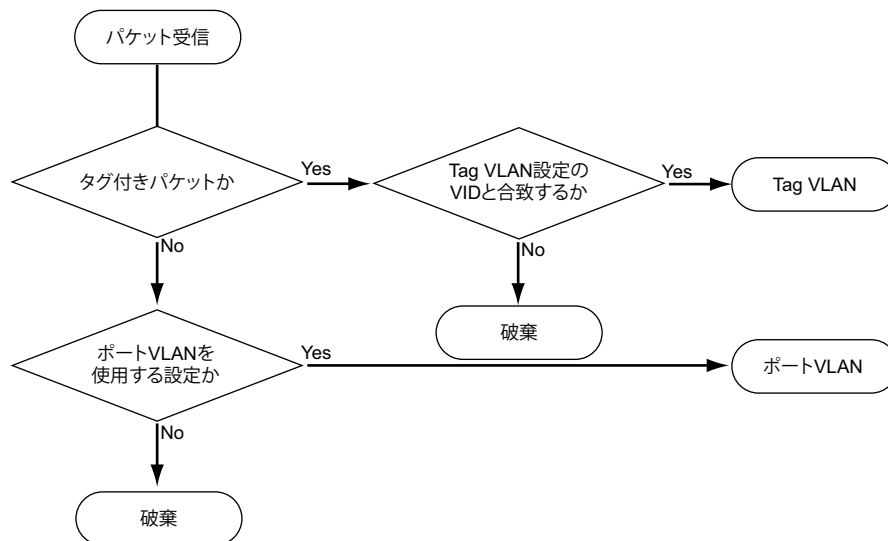 パケット受信
タグ付きパケットか
Yes
Tag VLAN設定の
VIDと合致するか
Yes
Tag VLAN
No
No
破棄
ポートVLANを
使用する設定か
Yes
ポートVLAN
No
破棄